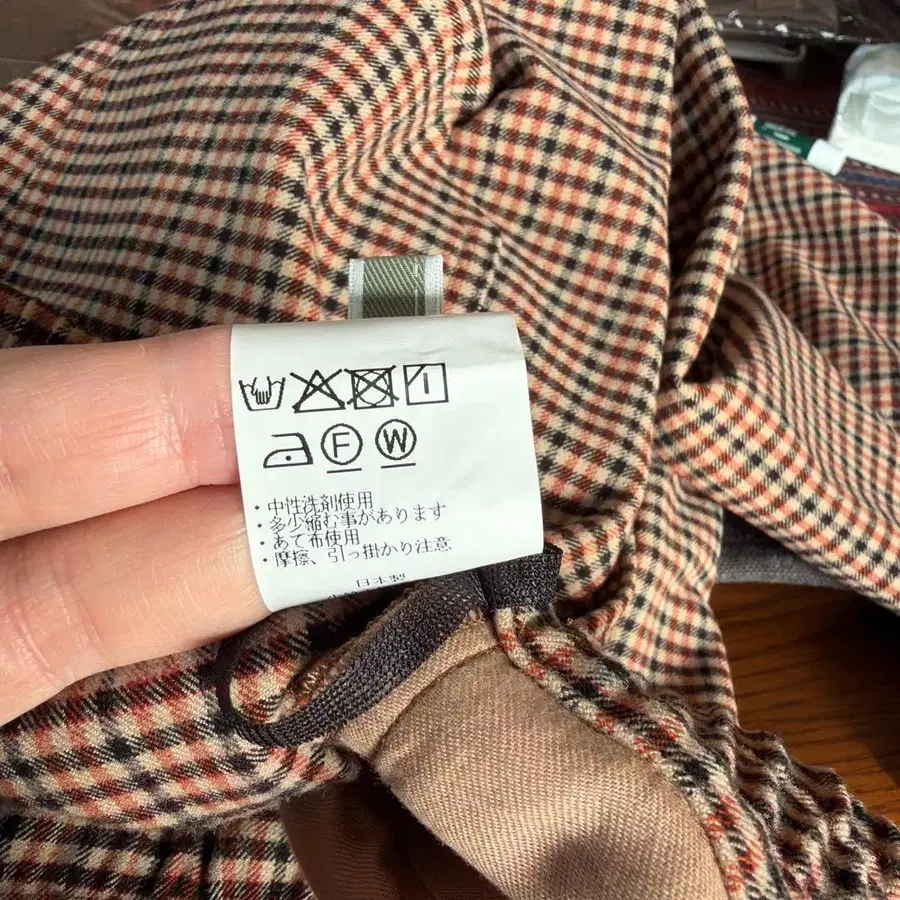 F W
・中性洗剤使用
・多少縮む事があります
・あて布使用
・摩擦、引っ掛かり注意
日本製